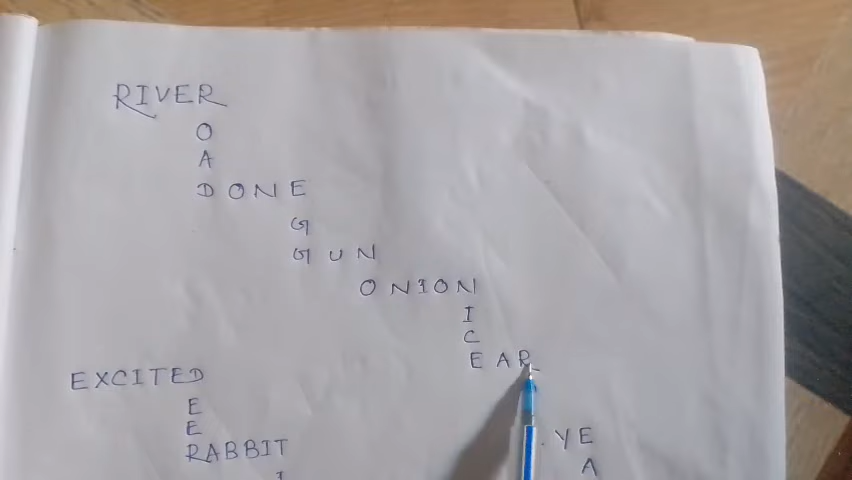 RIVER
O
A
DONE
G
GUN
ONION
I
C
EAR
EXCITED
E
E
RABBIT
YE
A